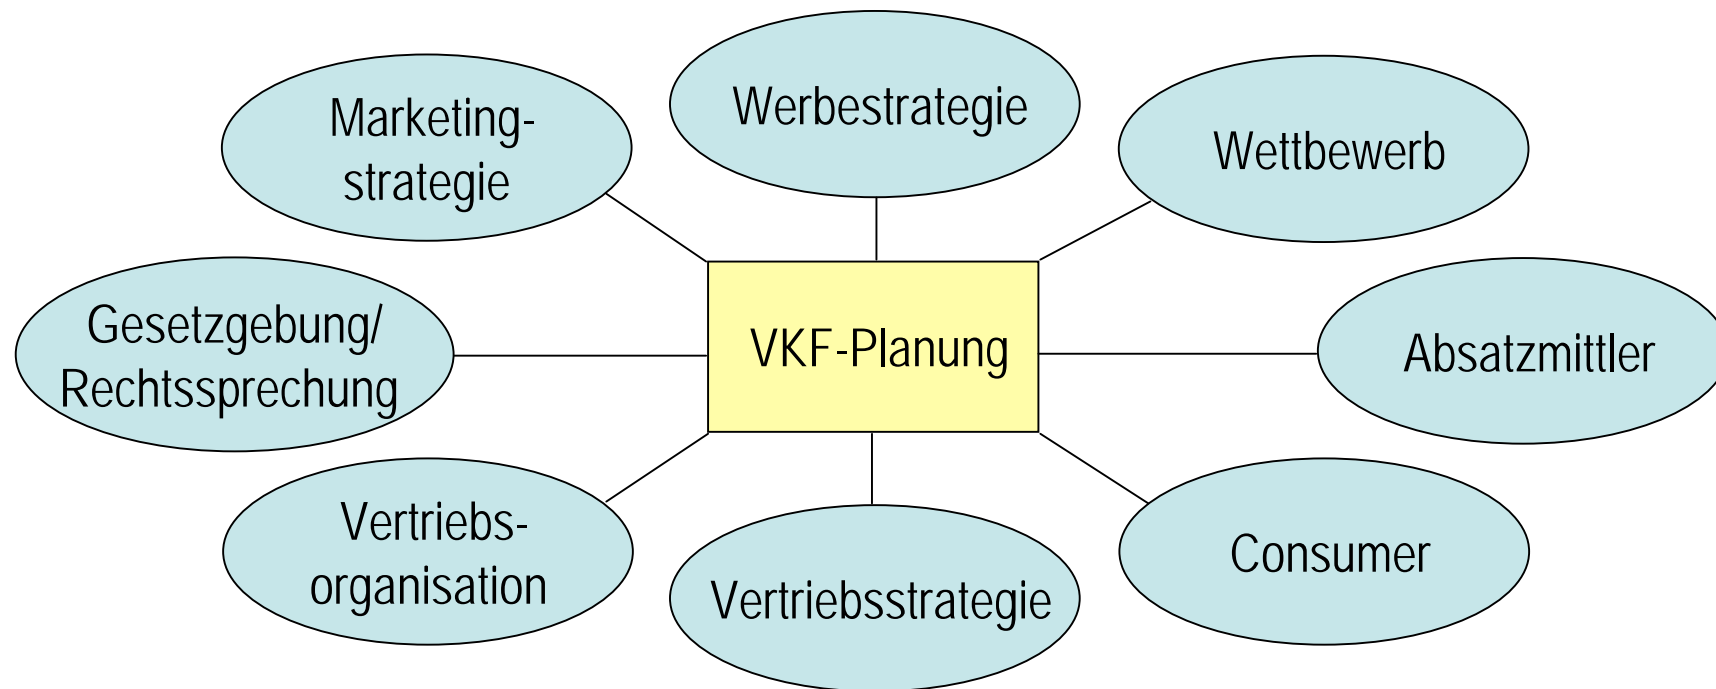 Werbestrategie
Marketing-
strategie
Wettbewerb
Gesetzgebung/
Rechtssprechung
VKF-Planung
Absatzmittler
Vertriebs-
organisation
Vertriebsstrategie
Consumer